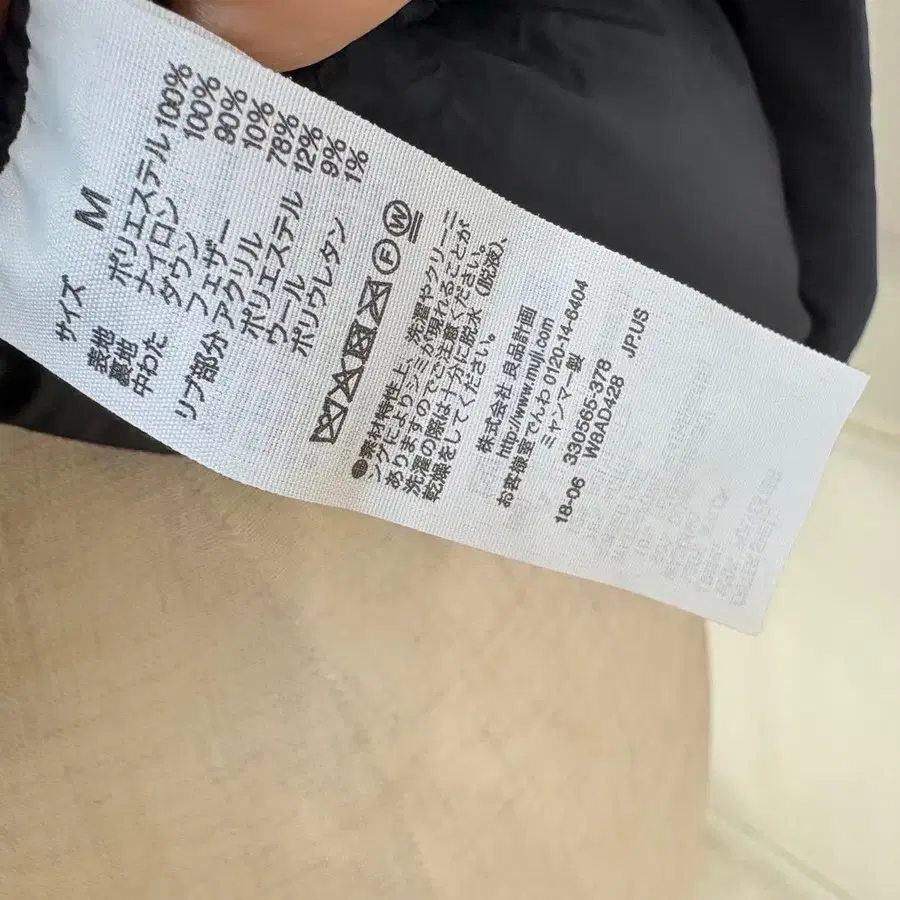 サイズ M
表地 ポリエステル 100%
裏地 ナイロン 100%
中わた ダウン 90%
フェザー 10%
リブ部分 アクリル 78%
ポリエステル 12%
ウール 9%
ポリウレタン 1%
F W
●素材特性上、洗濯やクリーニ
ングによりシミが現れることが
ありますのでご注意ください。
洗濯の際は十分に脱水（脱液）、
乾燥をしてください。
株式会社 良品計画
http://www.muji.com
お客様室でんわ 0120-14-6404
ミャンマー製
18-06 330565-378 JP.US
W8AD428